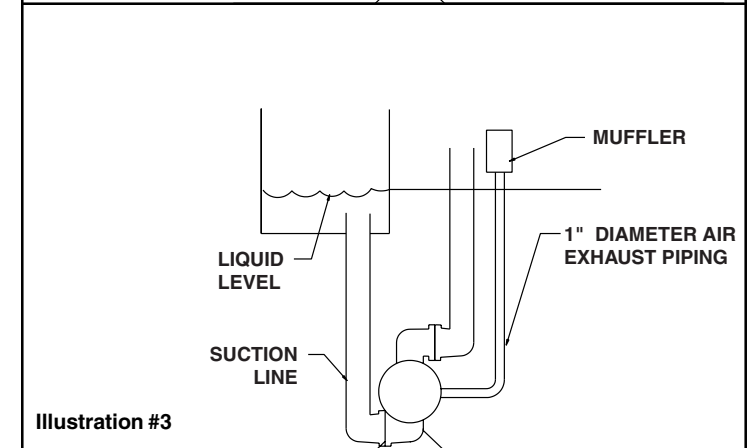 MUFFLER
1" DIAMETER AIR
EXHAUST PIPING
LIQUID
LEVEL
SUCTION
LINE
Illustration #3